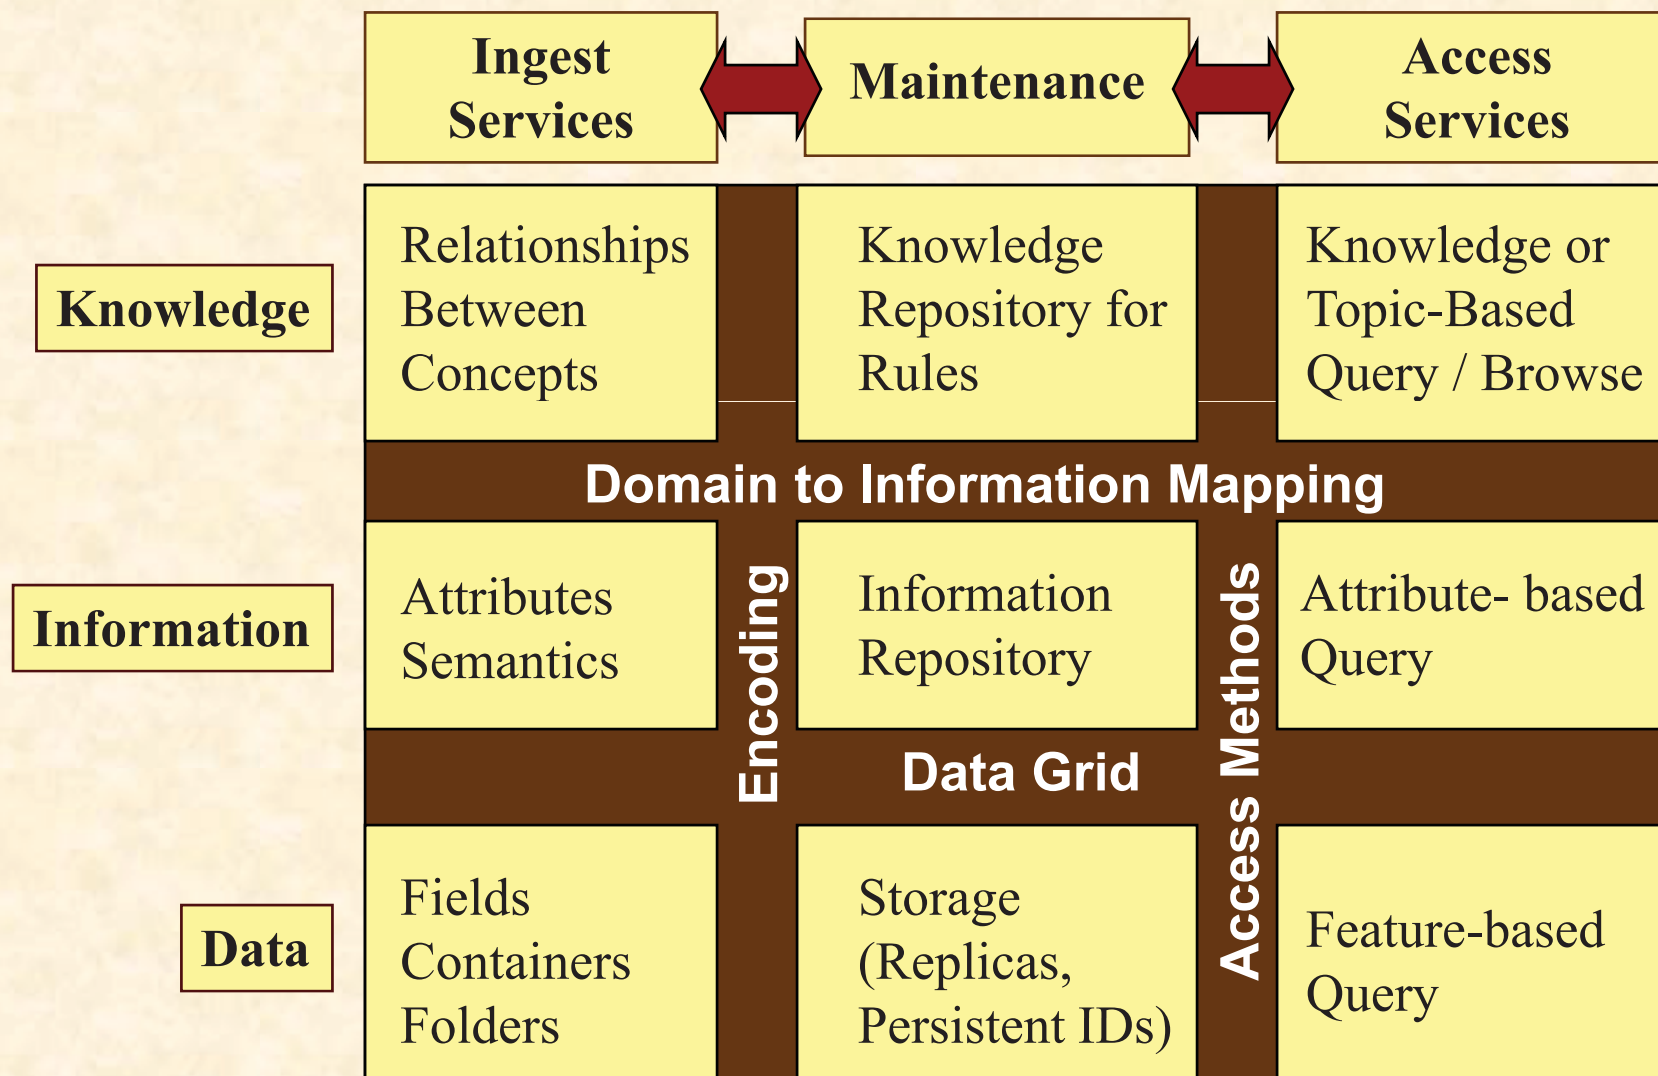 Ingest
Services
Maintenance
Access
Services
Knowledge
Relationships
Between
Concepts
Knowledge
Repository for
Rules
Knowledge or
Topic-Based
Query / Browse
Domain to Information Mapping
Information
Attributes
Semantics
Encoding
Information
Repository
Access Methods
Attribute- based
Query
Data Grid
Data
Fields
Containers
Folders
Storage
(Replicas,
Persistent IDs)
Feature-based
Query